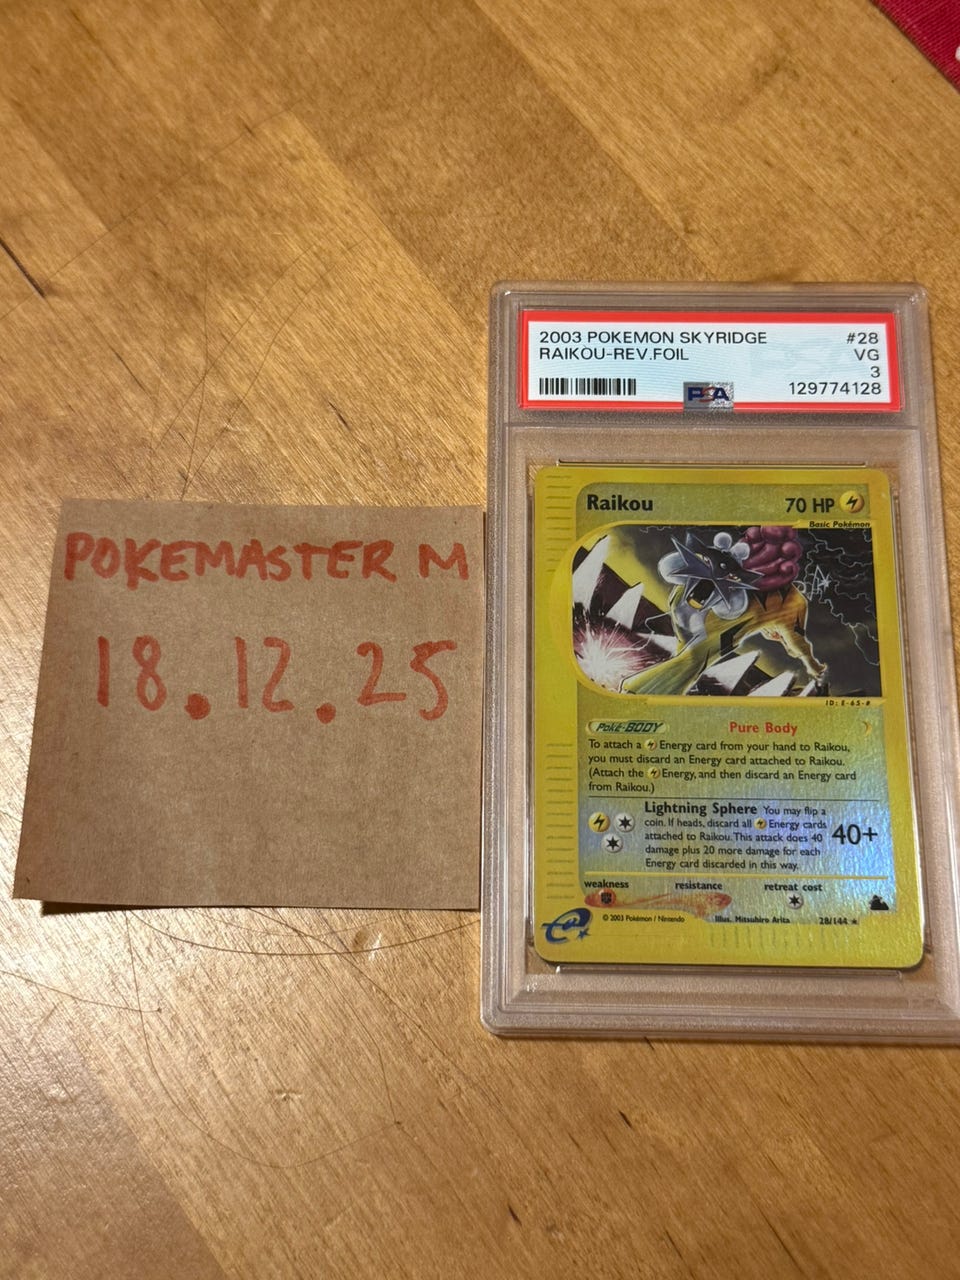 POKEMASTER M
18.12.25
2003 POKEMON SKYRIDGE #28
RAIKOU-REV.FOIL VG
3
PSA 129774128
Raikou 70 HP
Basic Pokémon
ID: E-65-#
Poké-BODY Pure Body
To attach a Energy card from your hand to Raikou,
you must discard an Energy card attached to Raikou.
(Attach the Energy, and then discard an Energy card
from Raikou.)
Lightning Sphere You may flip a
coin. If heads, discard all Energy cards
attached to Raikou. This attack does 40
damage plus 20 more damage for each
Energy card discarded in this way.
40+
weakness resistance retreat cost
© 2003 Pokémon / Nintendo Illus. Mitsuhiro Arita 28/144 ★